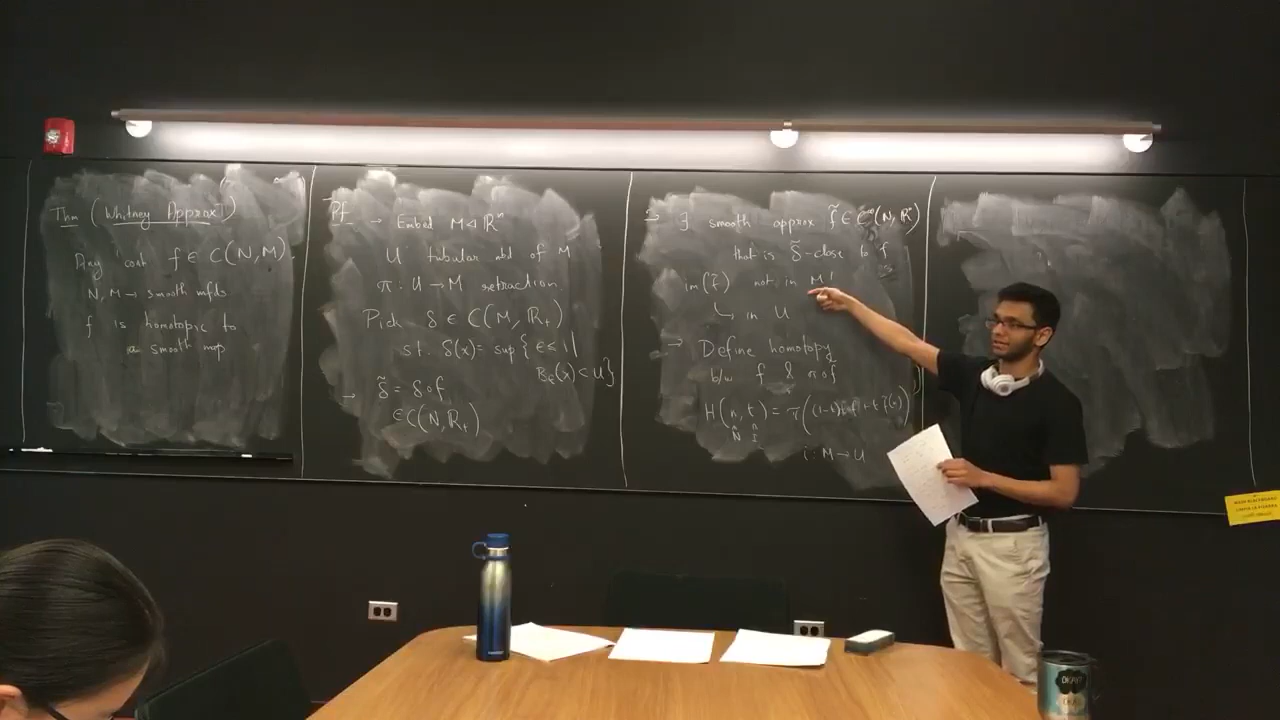 Thm (Whitney Approx)
Any cont f ∈ C(N,M).
N, M → smooth mfds
f is homotopic to
a smooth map
Pf → Embed M ⊲ ℝⁿ
U tubular nbd of M
π : U → M retraction.
Pick δ ∈ C(M, ℝ₊)
s.t. δ(x) = sup{ε ≤ 1 |
Bε(x) < U}
→ δ̃ = δ∘f
∈ C(N, ℝ₊)
∃ smooth approx f̃ ∈ C^∞(N, ℝⁿ)
that is δ̃-close to f
im(f̃) not in M!
↳ in U
→ Define homotopy
b/w f & π∘f
H(n, t) = π((1-t)
N I
i : M → U